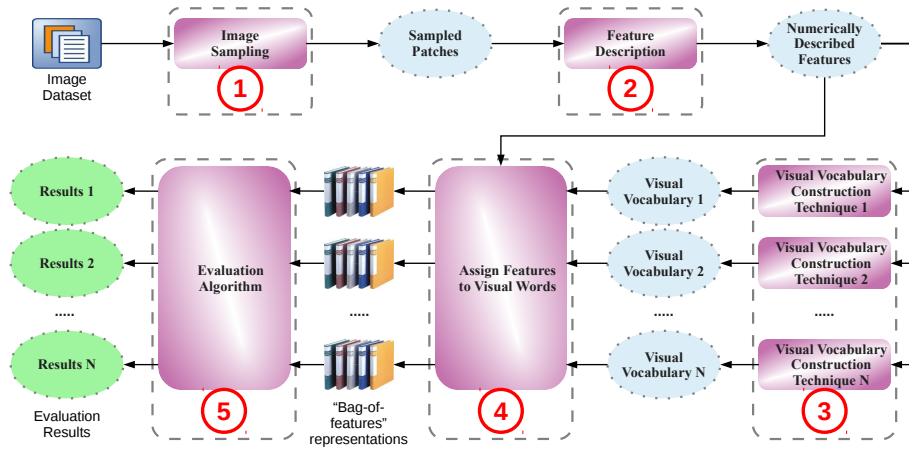 Image
Dataset
Image
Sampling
1
Sampled
Patches
Feature
Description
2
Numerically
Described
Features
Results 1
Evaluation
Algorithm
Assign Features
to Visual Words
Visual
Vocabulary 1
Visual Vocabulary
Construction
Technique 1
Results 2
Visual
Vocabulary 2
Visual Vocabulary
Construction
Technique 2
.....
.....
.....
.....
Results N
Visual
Vocabulary N
Visual Vocabulary
Construction
Technique N
Evaluation
Results
5
“Bag-of-
features”
representations
4
3